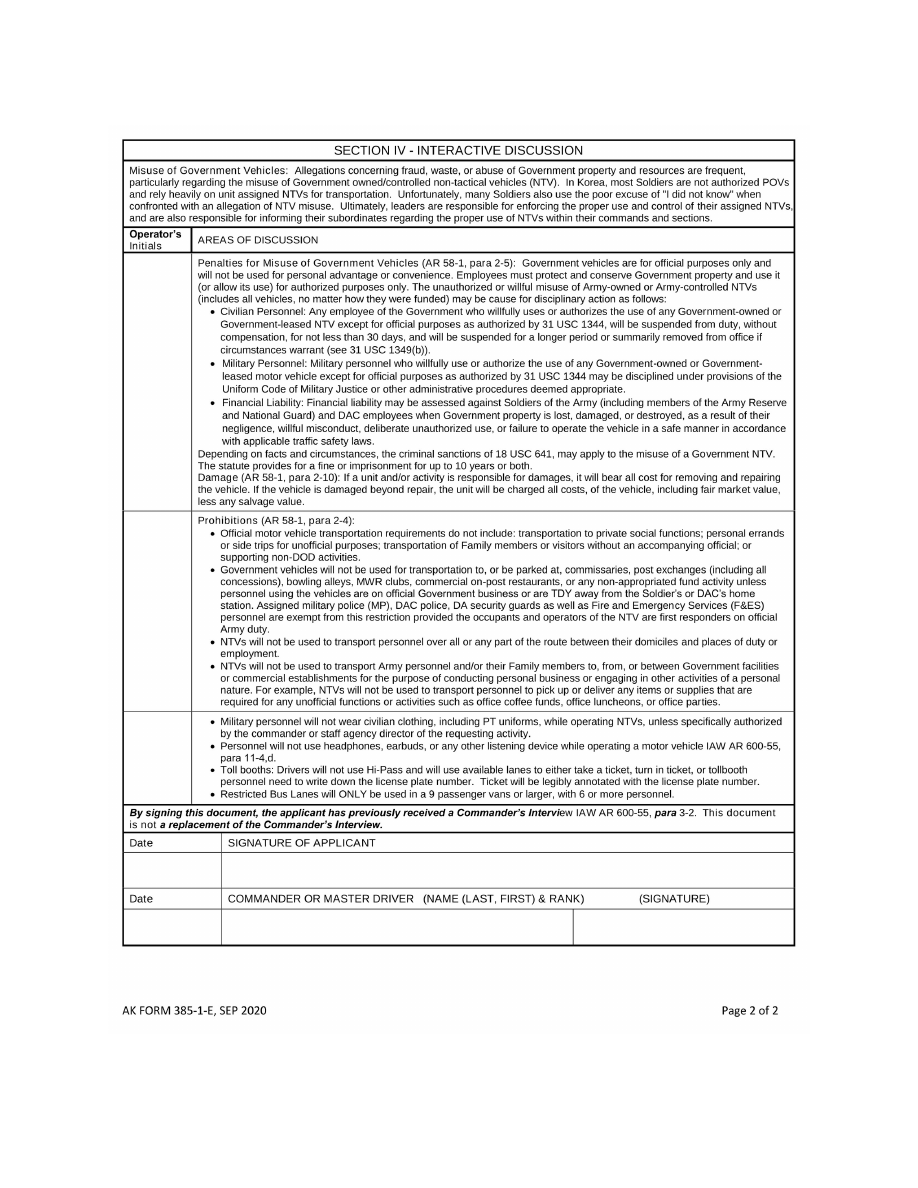 SECTION IV - INTERACTIVE DISCUSSION
Misuse of Government Vehicles: Allegations concerning fraud, waste, or abuse of Government property and resources are frequent,
particularly regarding the misuse of Government owned/controlled non-tactical vehicles (NTV). In Korea, most Soldiers are not authorized POVs
and rely heavily on unit assigned NTVs for transportation. Unfortunately, many Soldiers also use the poor excuse of "I did not know" when
confronted with an allegation of NTV misuse. Ultimately, leaders are responsible for enforcing the proper use and control of their assigned NTVs,
and are also responsible for informing their subordinates regarding the proper use of NTVs within their commands and sections.
Operator's
Initials
AREAS OF DISCUSSION
Penalties for Misuse of Government Vehicles (AR 58-1, para 2-5): Government vehicles are for official purposes only and
will not be used for personal advantage or convenience. Employees must protect and conserve Government property and use it
(or allow its use) for authorized purposes only. The unauthorized or willful misuse of Army-owned or Army-controlled NTVs
(includes all vehicles, no matter how they were funded) may be cause for disciplinary action as follows:
• Civilian Personnel: Any employee of the Government who willfully uses or authorizes the use of any Government-owned or
Government-leased NTV except for official purposes as authorized by 31 USC 1344, will be suspended from duty, without
compensation, for not less than 30 days, and will be suspended for a longer period or summarily removed from office if
circumstances warrant (see 31 USC 1349(b)).
• Military Personnel: Military personnel who willfully use or authorize the use of any Government-owned or Government-
leased motor vehicle except for official purposes as authorized by 31 USC 1344 may be disciplined under provisions of the
Uniform Code of Military Justice or other administrative procedures deemed appropriate.
• Financial Liability: Financial liability may be assessed against Soldiers of the Army (including members of the Army Reserve
and National Guard) and DAC employees when Government property is lost, damaged, or destroyed, as a result of their
negligence, willful misconduct, deliberate unauthorized use, or failure to operate the vehicle in a safe manner in accordance
with applicable traffic safety laws.
Depending on facts and circumstances, the criminal sanctions of 18 USC 641, may apply to the misuse of a Government NTV.
The statute provides for a fine or imprisonment for up to 10 years or both.
Damage (AR 58-1, para 2-10): If a unit and/or activity is responsible for damages, it will bear all cost for removing and repairing
the vehicle. If the vehicle is damaged beyond repair, the unit will be charged all costs, of the vehicle, including fair market value,
less any salvage value.
Prohibitions (AR 58-1, para 2-4):
• Official motor vehicle transportation requirements do not include: transportation to private social functions; personal errands
or side trips for unofficial purposes; transportation of Family members or visitors without an accompanying official; or
supporting non-DOD activities.
• Government vehicles will not be used for transportation to, or be parked at, commissaries, post exchanges (including all
concessions), bowling alleys, MWR clubs, commercial on-post restaurants, or any non-appropriated fund activity unless
personnel using the vehicles are on official Government business or are TDY away from the Soldier's or DAC's home
station. Assigned military police (MP), DAC police, DA security guards as well as Fire and Emergency Services (F&ES)
personnel are exempt from this restriction provided the occupants and operators of the NTV are first responders on official
Army duty.
• NTVs will not be used to transport personnel over all or any part of the route between their domiciles and places of duty or
employment.
• NTVs will not be used to transport Army personnel and/or their Family members to, from, or between Government facilities
or commercial establishments for the purpose of conducting personal business or engaging in other activities of a personal
nature. For example, NTVs will not be used to transport personnel to pick up or deliver any items or supplies that are
required for any unofficial functions or activities such as office coffee funds, office luncheons, or office parties.
• Military personnel will not wear civilian clothing, including PT uniforms, while operating NTVs, unless specifically authorized
by the commander or staff agency director of the requesting activity.
• Personnel will not use headphones, earbuds, or any other listening device while operating a motor vehicle IAW AR 600-55,
para 11-4,d.
• Toll booths: Drivers will not use Hi-Pass and will use available lanes to either take a ticket, turn in ticket, or tollbooth
personnel need to write down the license plate number. Ticket will be legibly annotated with the license plate number.
• Restricted Bus Lanes will ONLY be used in a 9 passenger vans or larger, with 6 or more personnel.
By signing this document, the applicant has previously received a Commander's Interview IAW AR 600-55, para 3-2. This document
is not a replacement of the Commander's Interview.
Date SIGNATURE OF APPLICANT
Date COMMANDER OR MASTER DRIVER (NAME (LAST, FIRST) & RANK) (SIGNATURE)
AK FORM 385-1-E, SEP 2020 Page 2 of 2